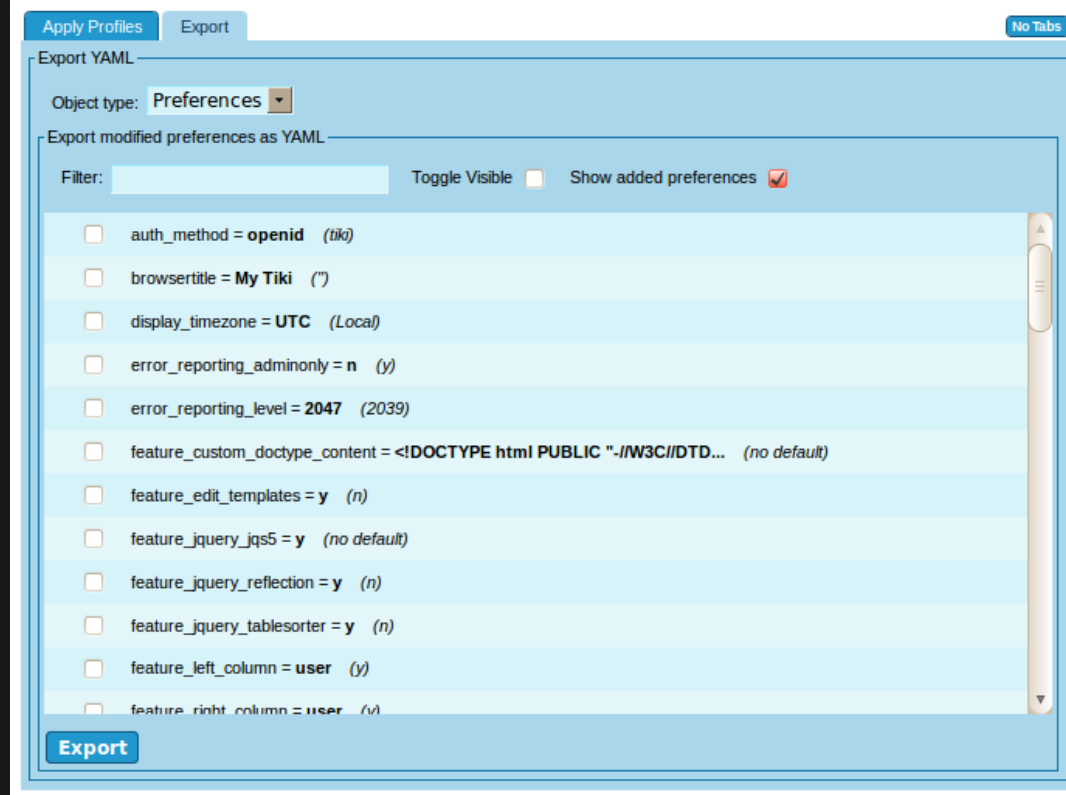 Apply Profiles Export No Tabs
Export YAML
Object type: Preferences
Export modified preferences as YAML
Filter: Toggle Visible Show added preferences
auth_method = openid (tiki)
browsertitle = My Tiki ('')
display_timezone = UTC (Local)
error_reporting_adminonly = n (y)
error_reporting_level = 2047 (2039)
feature_custom_doctype_content = <!DOCTYPE html PUBLIC "-//W3C//DTD... (no default)
feature_edit_templates = y (n)
feature_jquery_jqs5 = y (no default)
feature_jquery_reflection = y (n)
feature_jquery_tablesorter = y (n)
feature_left_column = user (y)
feature_right_column = user (y)
Export